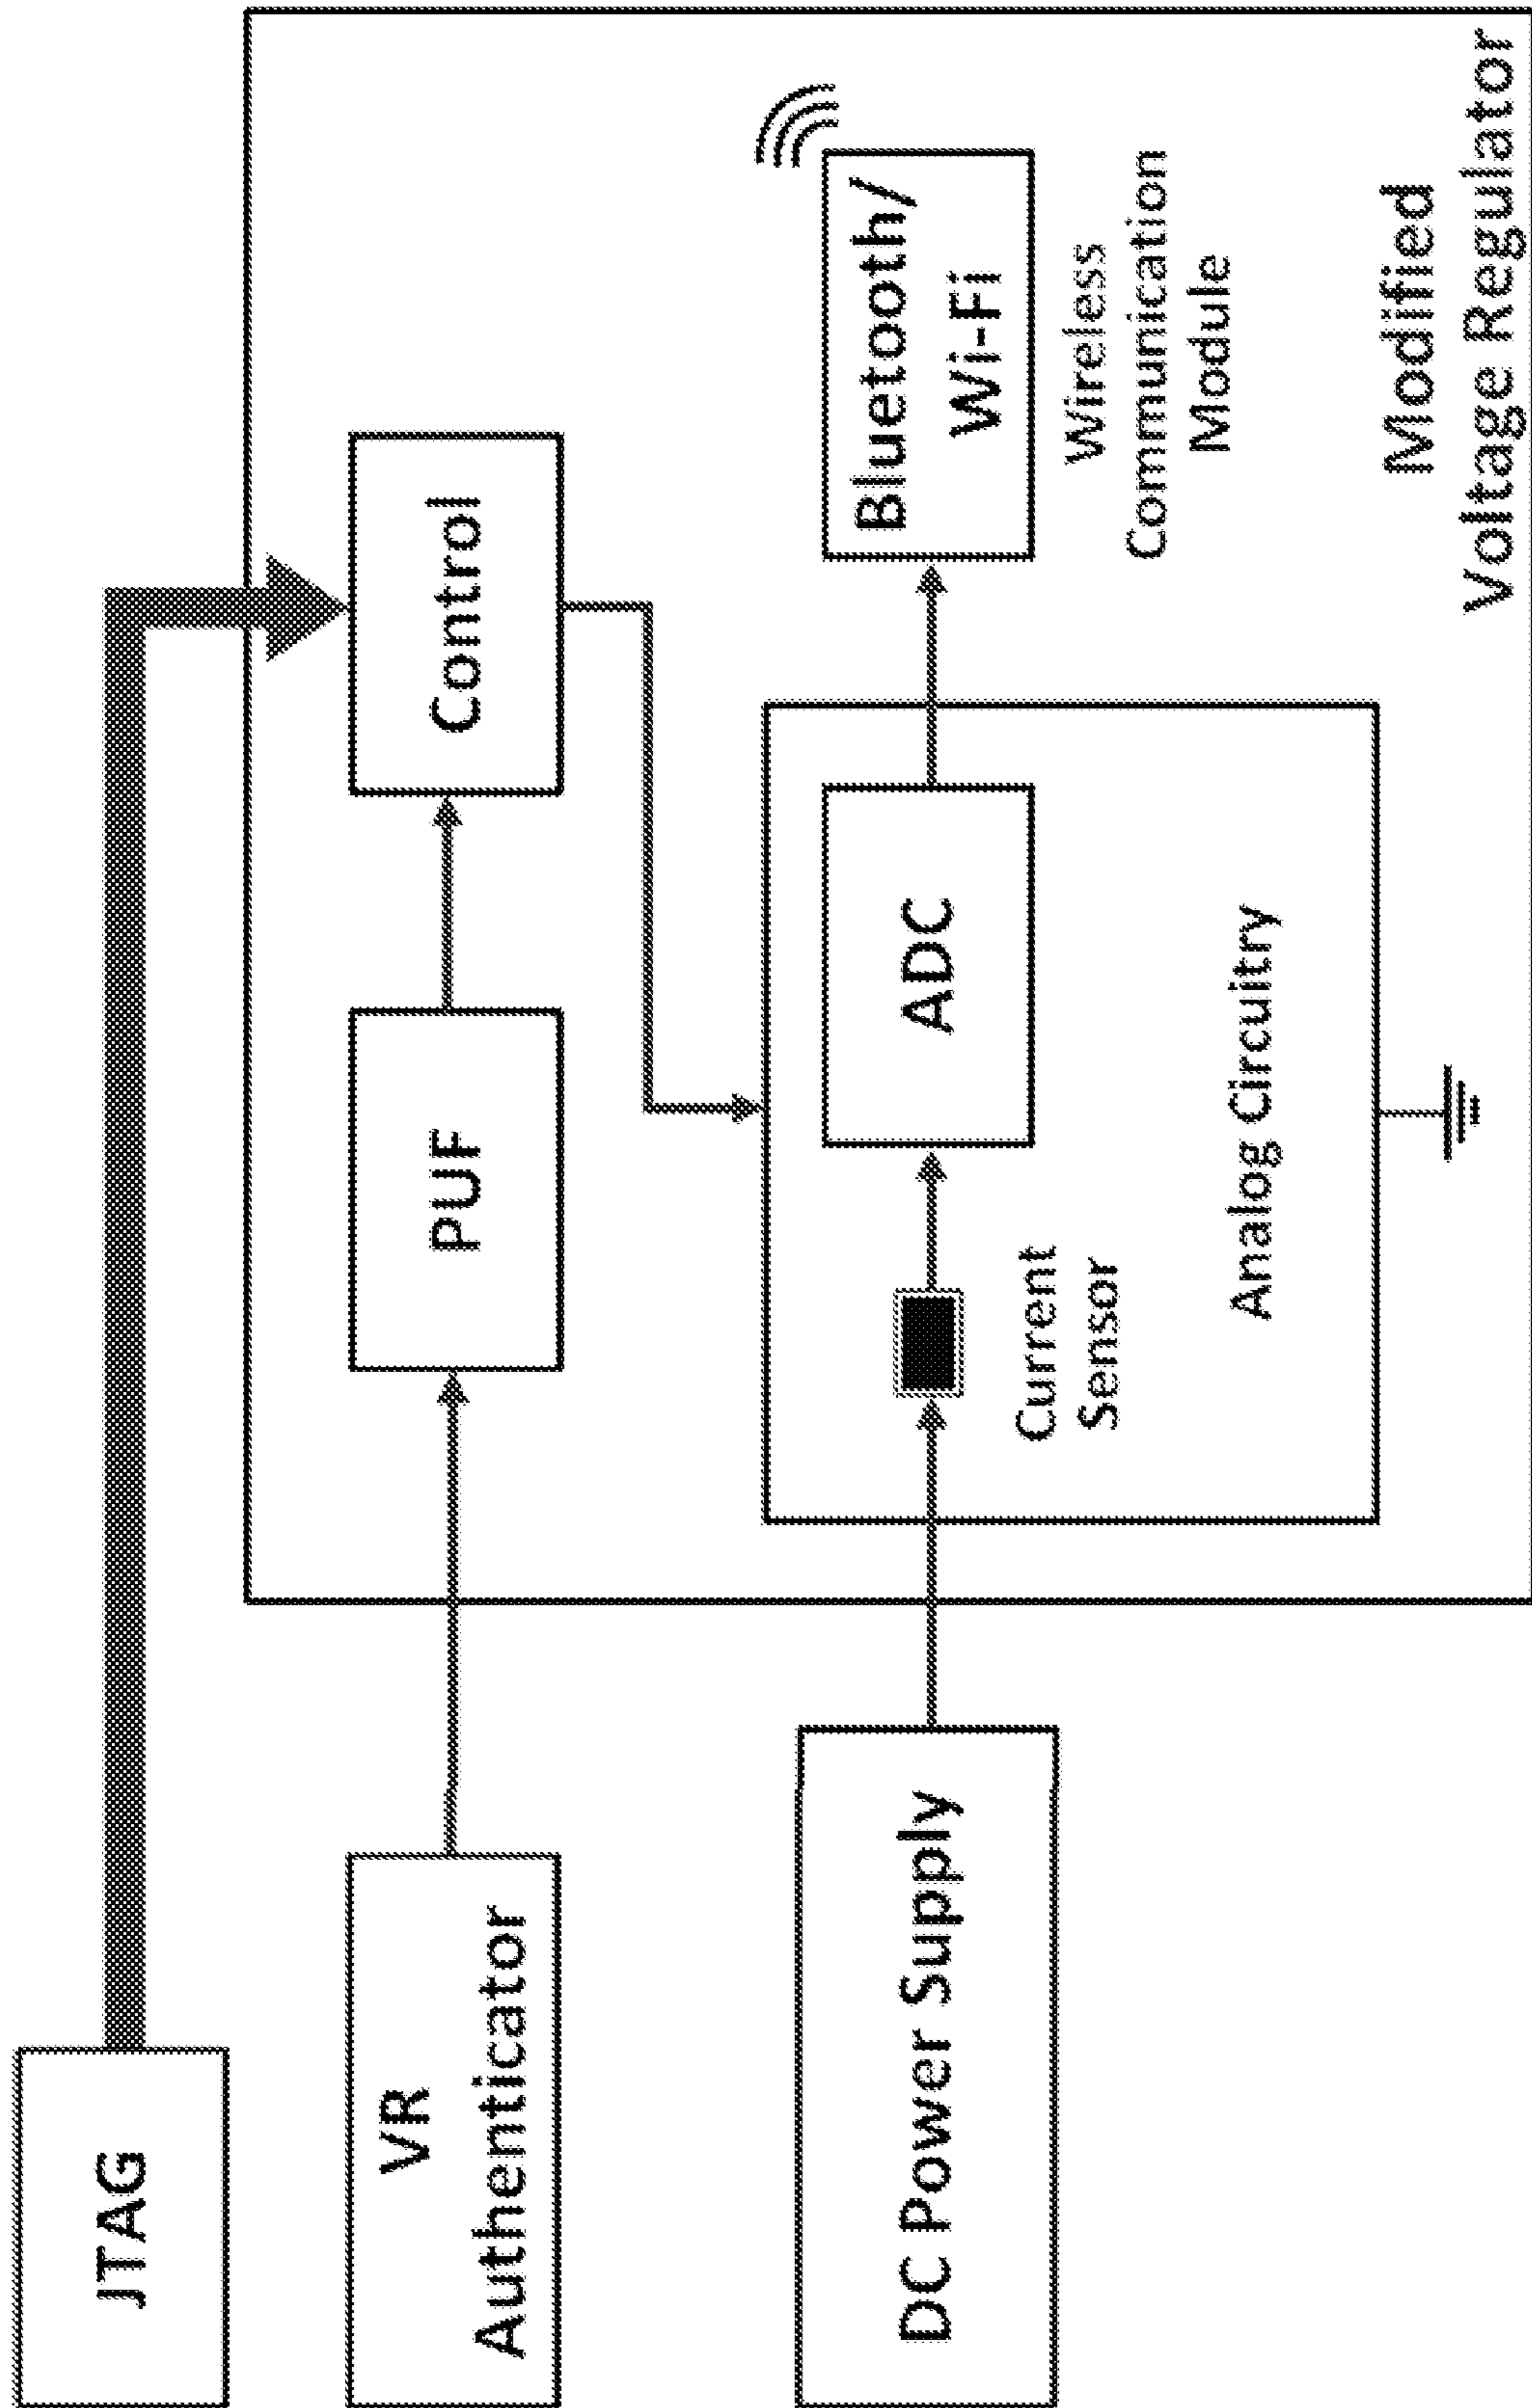 JTAG
VR
Authenticator
PUF
Control
DC Power Supply
Current
Sensor
ADC
Analog Circuitry
Bluetooth/
Wi-Fi
Wireless
Communication
Module
Modified
Voltage Regulator